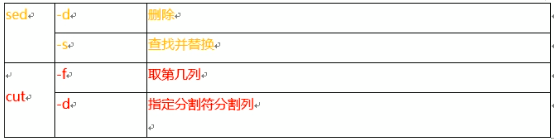 sed -d 删除
-s 查找并替换
cut -f 取第几列
-d 指定分割符分割列